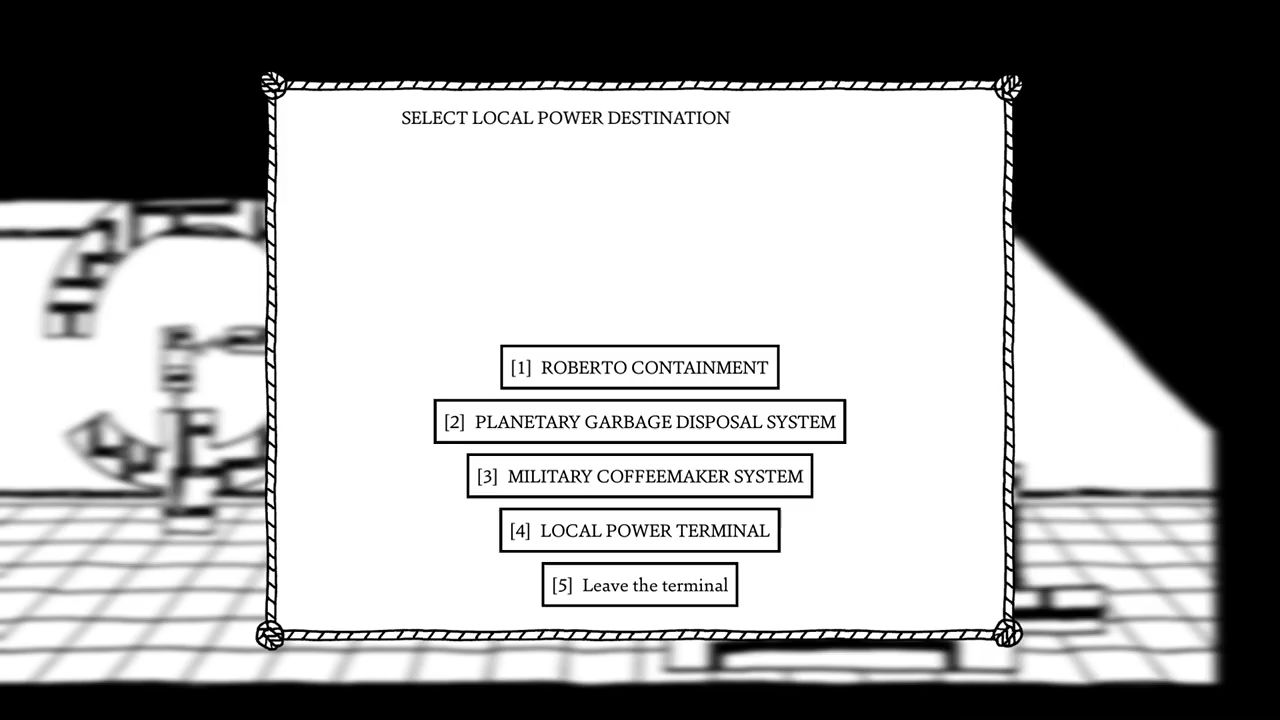 SELECT LOCAL POWER DESTINATION
[1] ROBERTO CONTAINMENT
[2] PLANETARY GARBAGE DISPOSAL SYSTEM
[3] MILITARY COFFEEMAKER SYSTEM
[4] LOCAL POWER TERMINAL
[5] Leave the terminal